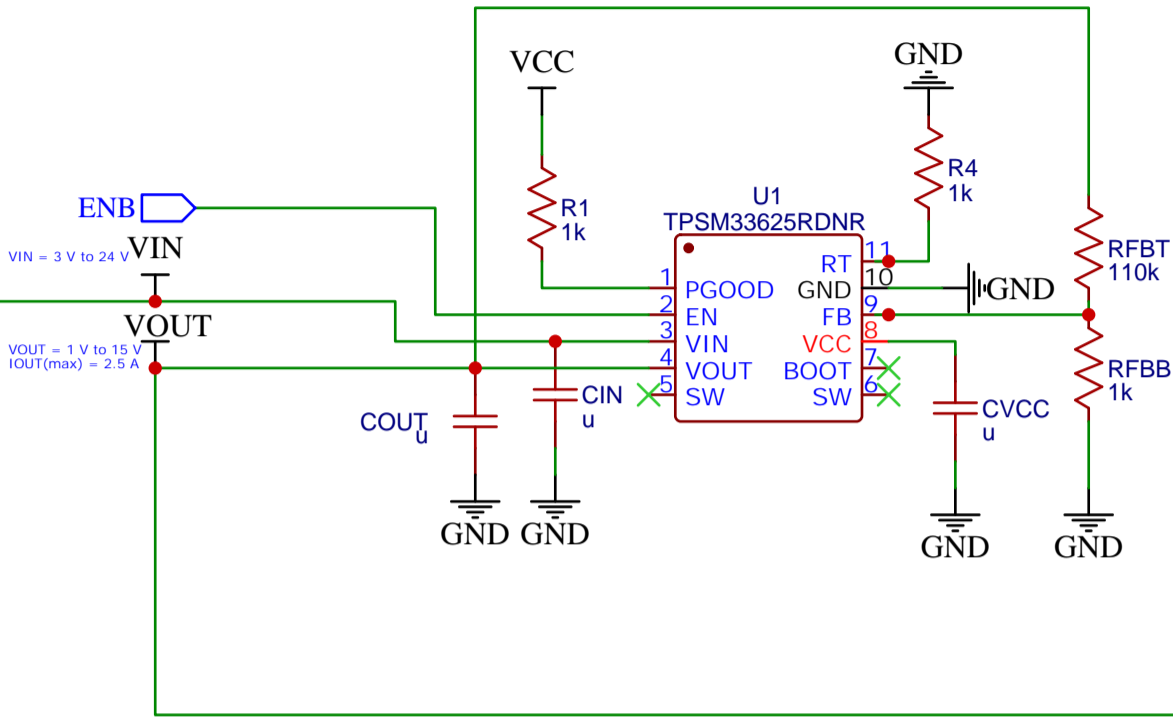 VCC
GND
R4
1k
U1
TPSM33625RDNR
ENB
R1
1k
VIN = 3 V to 24 V
VIN
RFBT
110k
VOUT
VOUT = 1 V to 15 V
IOUT(max) = 2.5 A
1 PGOOD
2 EN
3 VIN
4 VOUT
5 SW
RT 11
GND 10
FB 9
VCC 8
BOOT 7
SW 6
GND
RFBB
1k
COUT
u
CIN
u
CVCC
u
GND
GND
GND
GND